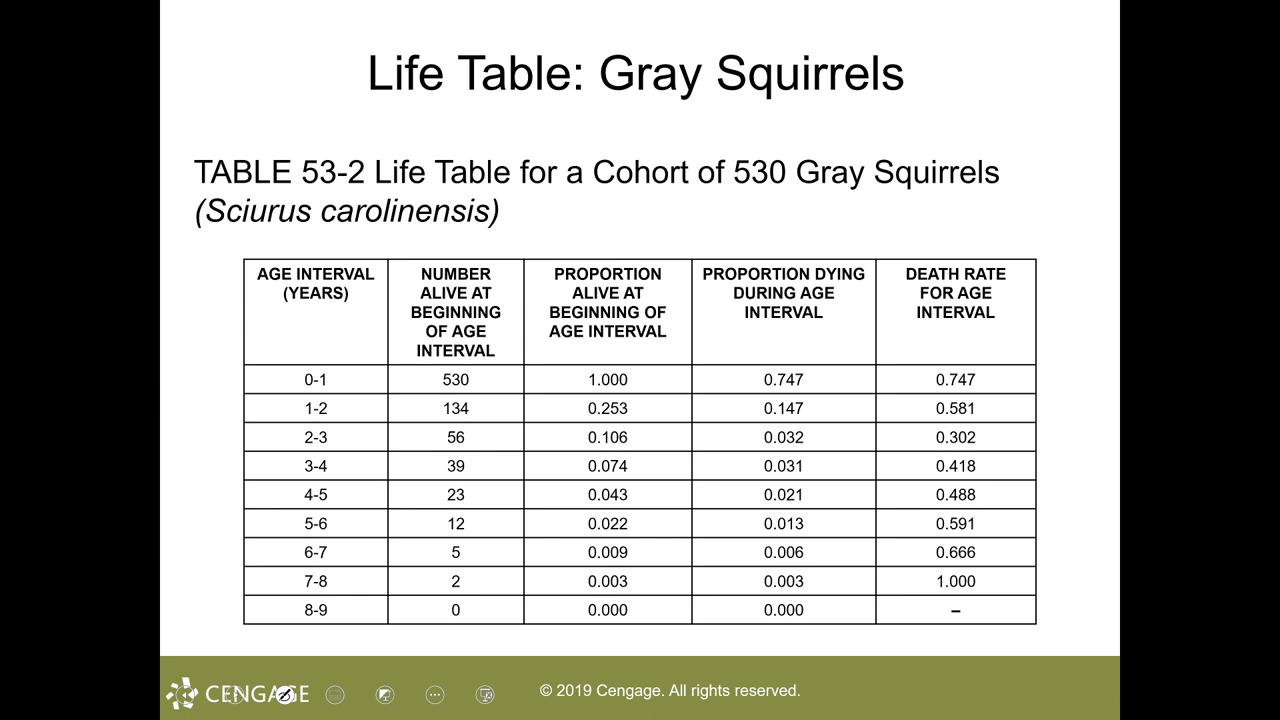 Life Table: Gray Squirrels
TABLE 53-2 Life Table for a Cohort of 530 Gray Squirrels
(Sciurus carolinensis)
AGE INTERVAL (YEARS) NUMBER ALIVE AT BEGINNING OF AGE INTERVAL PROPORTION ALIVE AT BEGINNING OF AGE INTERVAL PROPORTION DYING DURING AGE INTERVAL DEATH RATE FOR AGE INTERVAL
0-1 530 1.000 0.747 0.747
1-2 134 0.253 0.147 0.581
2-3 56 0.106 0.032 0.302
3-4 39 0.074 0.031 0.418
4-5 23 0.043 0.021 0.488
5-6 12 0.022 0.013 0.591
6-7 5 0.009 0.006 0.666
7-8 2 0.003 0.003 1.000
8-9 0 0.000 0.000 –
CENGAGE
© 2019 Cengage. All rights reserved.